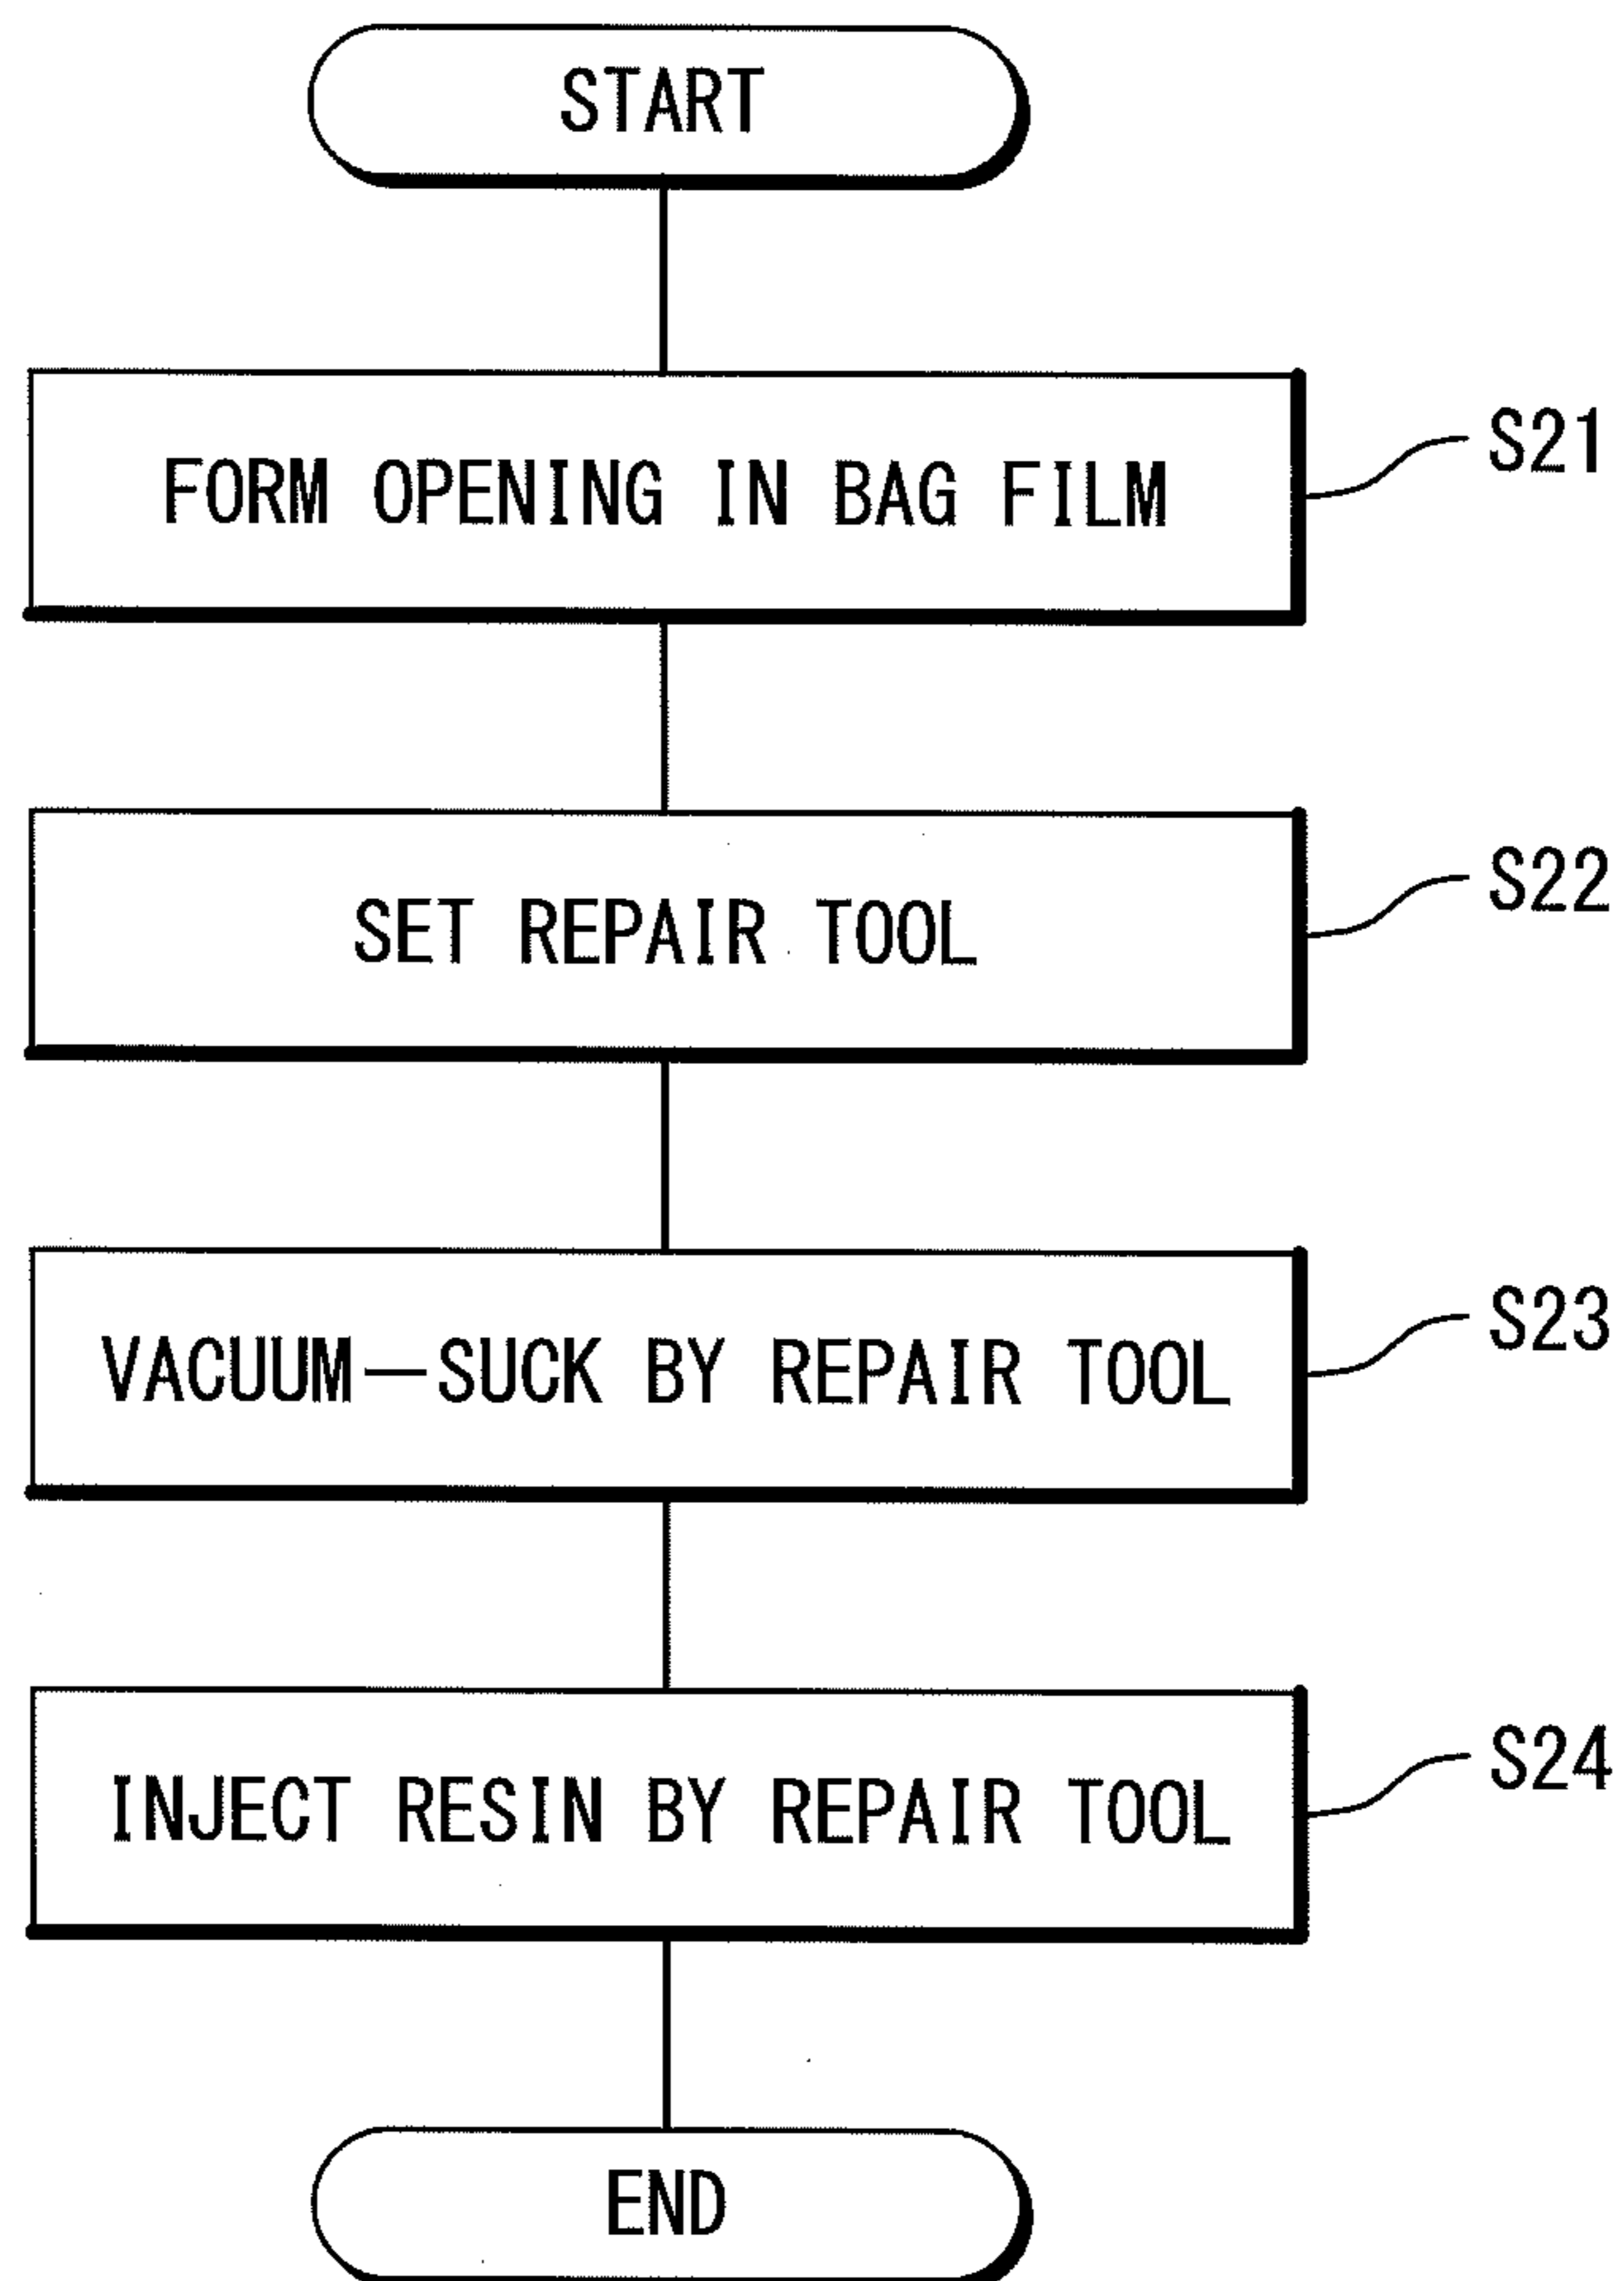 START
FORM OPENING IN BAG FILM
S21
SET REPAIR TOOL
S22
VACUUM—SUCK BY REPAIR TOOL
S23
INJECT RESIN BY REPAIR TOOL
S24
END